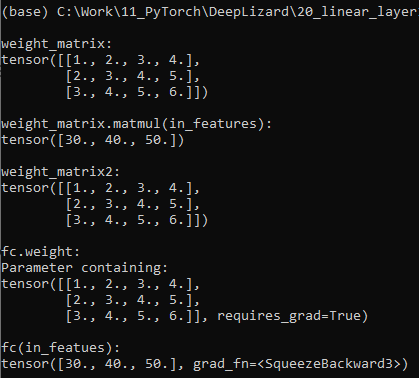 (base) C:\Work\11_PyTorch\DeepLizard\20_linear_layer
weight_matrix:
tensor([[1., 2., 3., 4.],
[2., 3., 4., 5.],
[3., 4., 5., 6.]])
weight_matrix.matmul(in_features):
tensor([30., 40., 50.])
weight_matrix2:
tensor([[1., 2., 3., 4.],
[2., 3., 4., 5.],
[3., 4., 5., 6.]])
fc.weight:
Parameter containing:
tensor([[1., 2., 3., 4.],
[2., 3., 4., 5.],
[3., 4., 5., 6.]], requires_grad=True)
fc(in_featues):
tensor([30., 40., 50.], grad_fn=<SqueezeBackward3>)